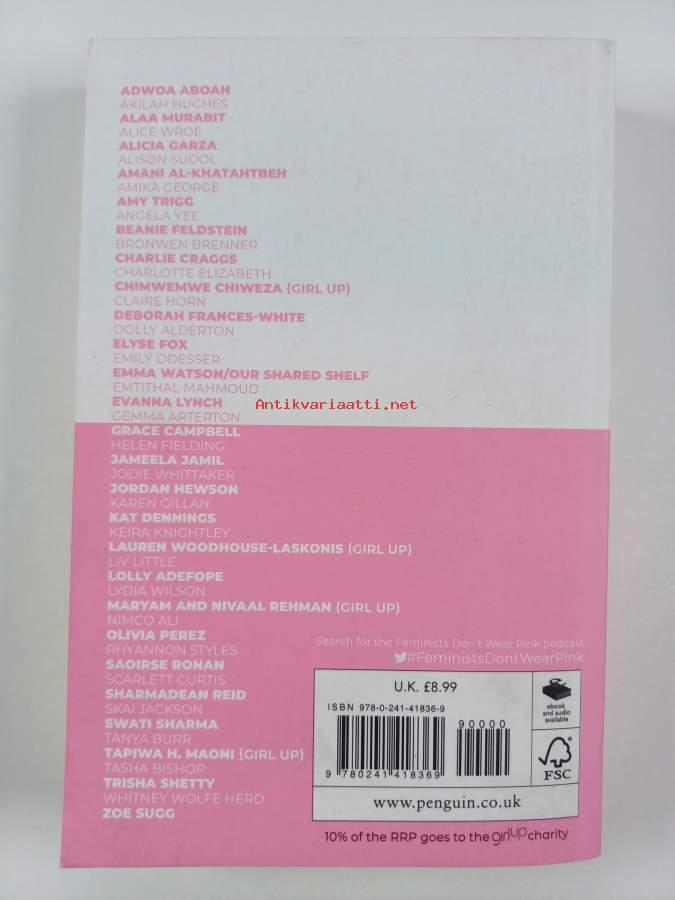 ADWOA ABOAH
AKILAH HUGHES
ALAA MURABIT
ALICE WROE
ALICIA GARZA
ALISON SUDOL
AMANI AL-KHATAHTBEH
AMIKA GEORGE
AMY TRIGG
ANGELA YEE
BEANIE FELDSTEIN
BRONWEN BRENNER
CHARLIE CRAGGS
CHARLOTTE ELIZABETH
CHIMWEMWE CHIWEZA (GIRL UP)
CLAIRE HORN
DEBORAH FRANCES-WHITE
DOLLY ALDERTON
ELYSE FOX
EMILY ODESSER
EMMA WATSON/OUR SHARED SHELF
EMTITHAL MAHMOUD
EVANNA LYNCH
Antikvariaatti.net
GEMMA ARTERTON
GRACE CAMPBELL
HELEN FIELDING
JAMEELA JAMIL
JODIE WHITTAKER
JORDAN HEWSON
KAREN GILLAN
KAT DENNINGS
KEIRA KNIGHTLEY
LAUREN WOODHOUSE-LASKONIS (GIRL UP)
LIV LITTLE
LOLLY ADEFOPE
LYDIA WILSON
MARYAM AND NIVAAL REHMAN (GIRL UP)
NIMCO ALI
OLIVIA PEREZ
RHYANNON STYLES
SAOIRSE RONAN
SCARLETT CURTIS
SHARMADEAN REID
SKAI JACKSON
SWATI SHARMA
TANYA BURR
TAPIWA H. MAONI (GIRL UP)
TASHA BISHOP
TRISHA SHETTY
WHITNEY WOLFE HERD
ZOE SUGG
Search for the Feminists Don't Wear Pink podcast
#FeministsDontWearPink
U.K. £8.99
ISBN 978-0-241-41836-9
90000
9 780241 418369
ebook
and audio
available
FSC
www.penguin.co.uk
10% of the RRP goes to the girlup charity